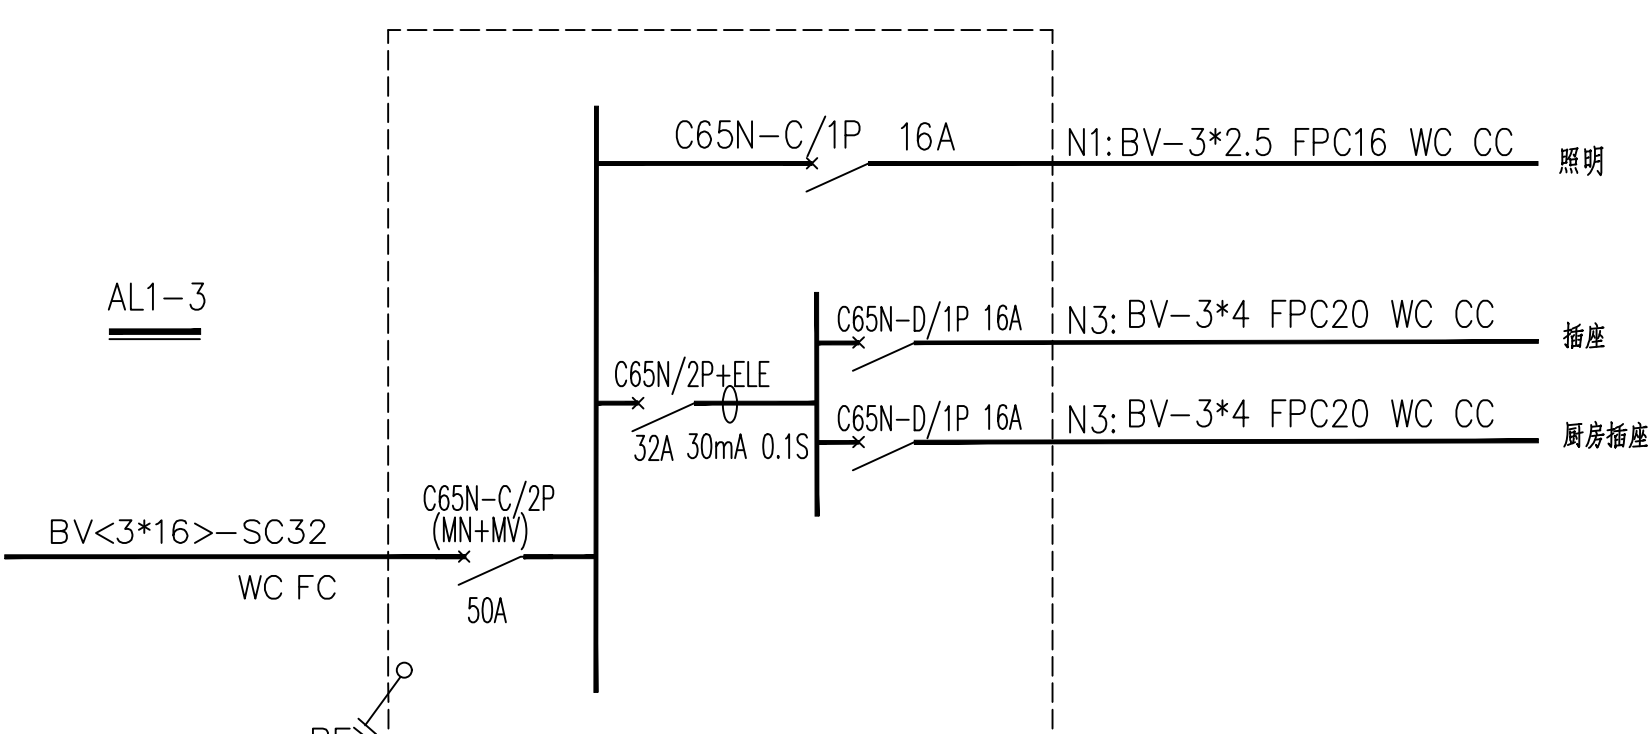 C65N-C/1P 16A
N1:BV-3*2.5 FPC16 WC CC
照明
AL1-3
C65N-D/1P 16A
N3: BV-3*4 FPC20 WC CC
插座
C65N/2P+ELE
32A 30mA 0.1S
C65N-D/1P 16A
N3: BV-3*4 FPC20 WC CC
厨房插座
BV<3*16>-SC32
WC FC
C65N-C/2P
(MN+MV)
50A